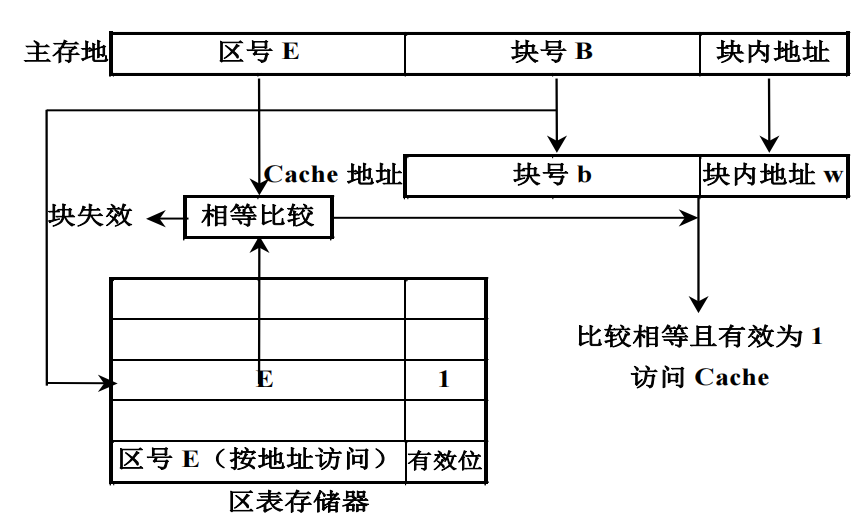 主存地 区号 E 块号 B 块内地址
Cache 地址 块号 b 块内地址 w
块失效 相等比较
比较相等且有效为 1
访问 Cache
E 1
区号 E（按地址访问） 有效位
区表存储器